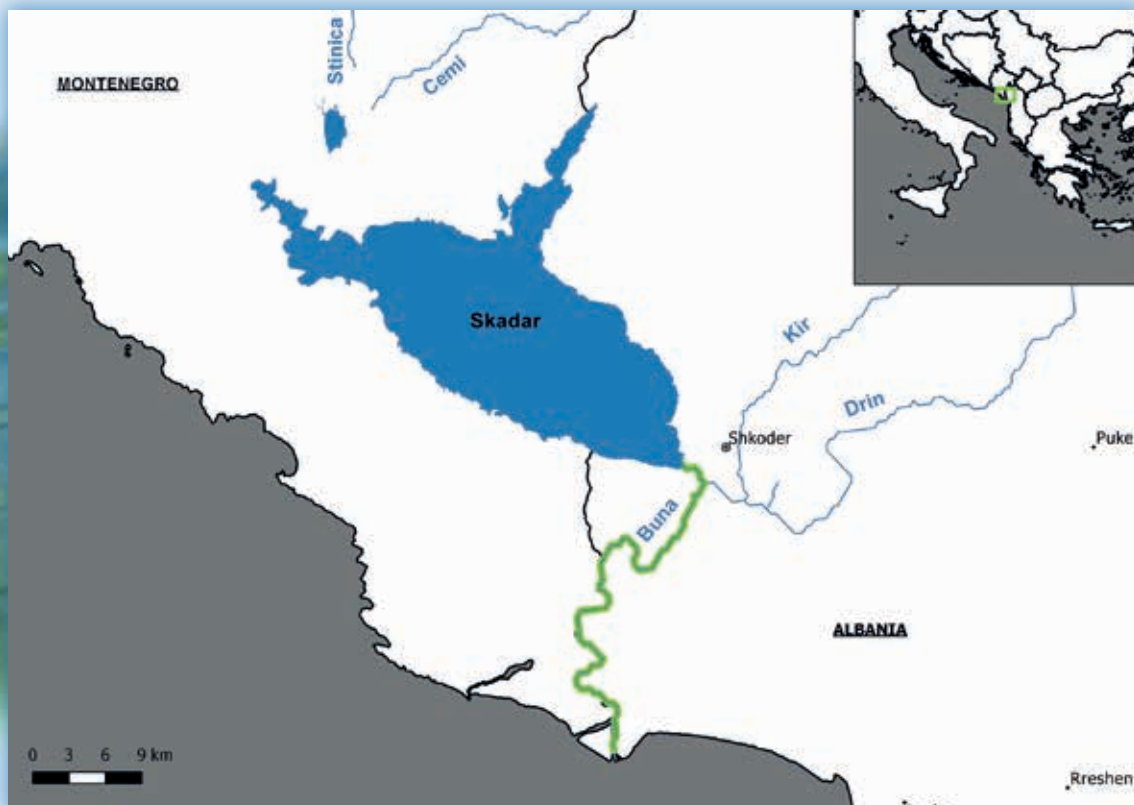 Stinica
Cemi
MONTENEGRO
Skadar
Kir
Drin
Shkoder
Puke
Buna
ALBANIA
0 3 6 9 km
Rreshen